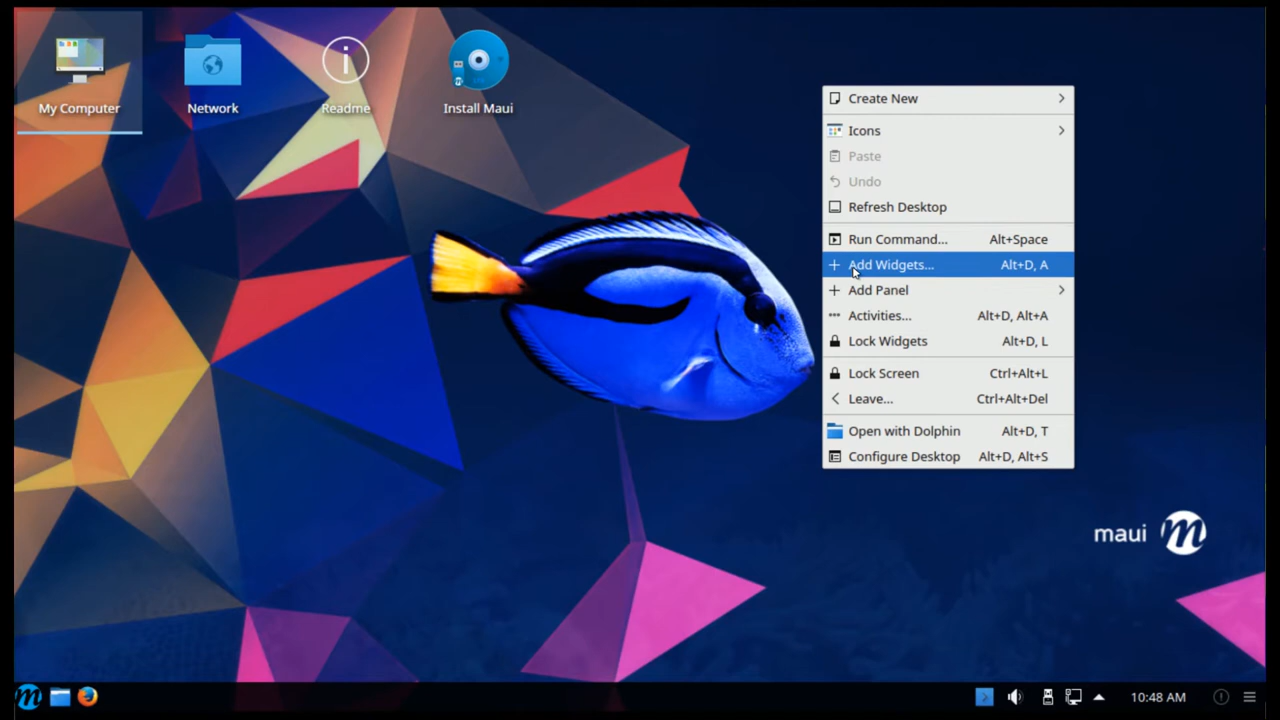 My Computer
Network
Readme
Install Maui
Create New
Icons
Paste
Undo
Refresh Desktop
Run Command... Alt+Space
Add Widgets... Alt+D, A
Add Panel
Activities... Alt+D, Alt+A
Lock Widgets Alt+D, L
Lock Screen Ctrl+Alt+L
Leave... Ctrl+Alt+Del
Open with Dolphin Alt+D, T
Configure Desktop Alt+D, Alt+S
maui m
10:48 AM